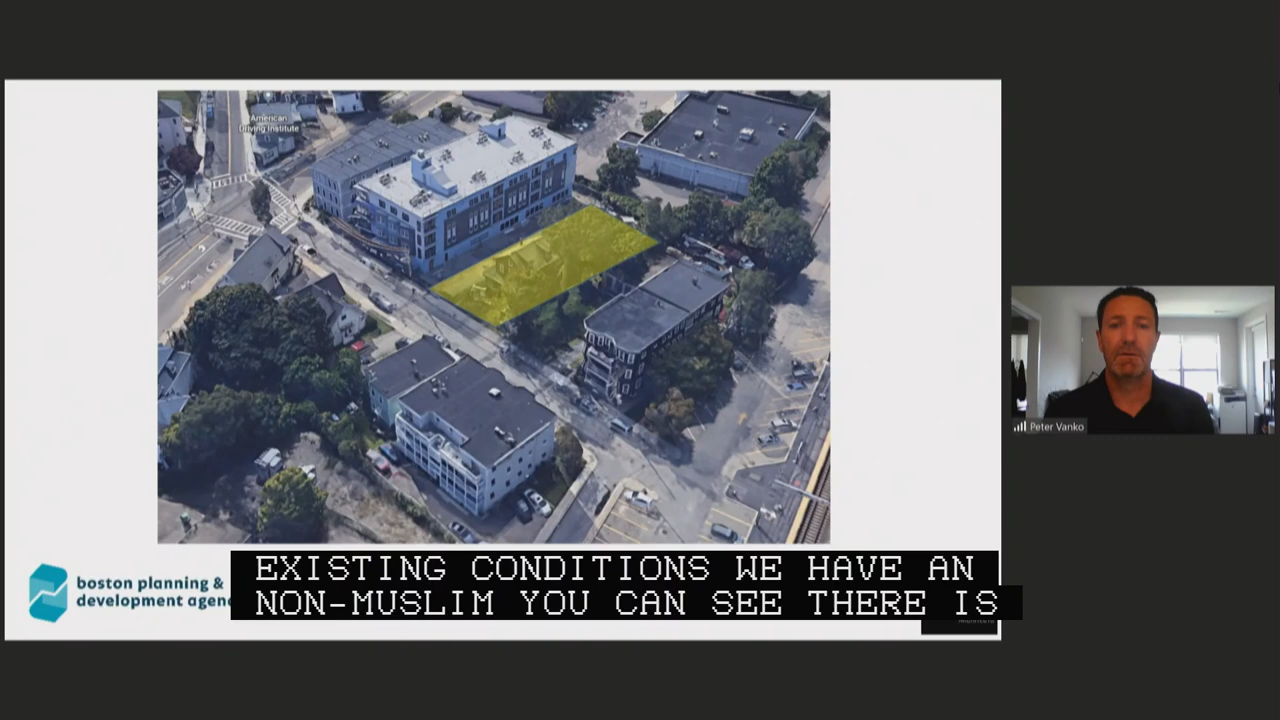 American
Driving Institute
Peter Vanko
boston planning &
development agenc
EXISTING CONDITIONS WE HAVE AN
NON-MUSLIM YOU CAN SEE THERE IS